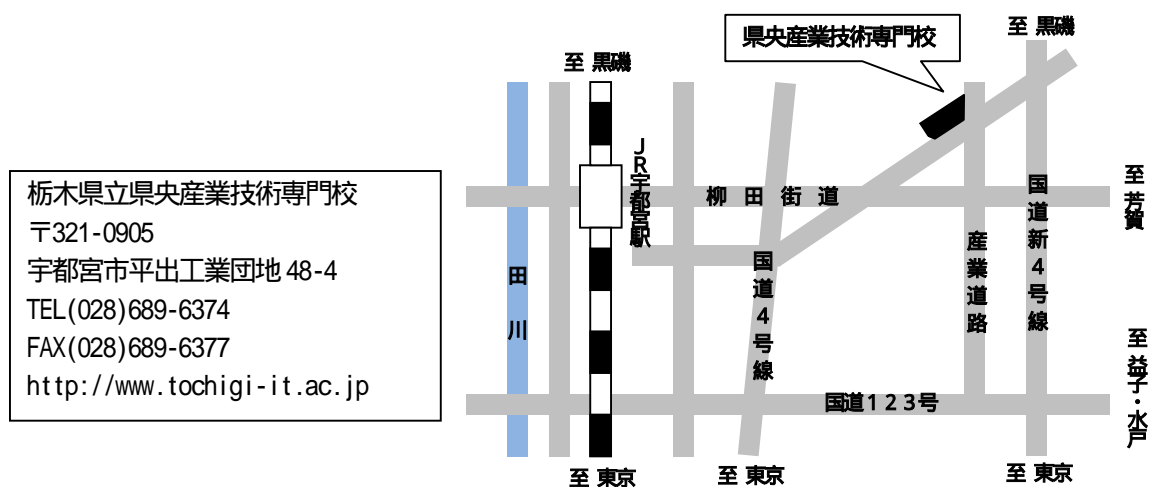 栃木県立県央産業技術専門校
〒321-0905
宇都宮市平出工業団地 48-4
TEL(028)689-6374
FAX(028)689-6377
http://www.tochigi-it.ac.jp
県央産業技術専門校
至 黒磯
至 黒磯
JR宇都宮駅
柳田街道
国道新4号線
至 芳賀
産業道路
国道4号線
田川
至 益子・水戸
国道123号
至 東京
至 東京
至 東京